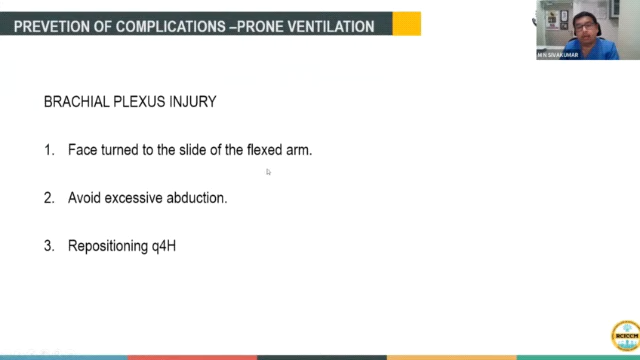 PREVETION OF COMPLICATIONS –PRONE VENTILATION
M N SIVAKUMAR
BRACHIAL PLEXUS INJURY
1. Face turned to the slide of the flexed arm.
2. Avoid excessive abduction.
3. Repositioning q4H